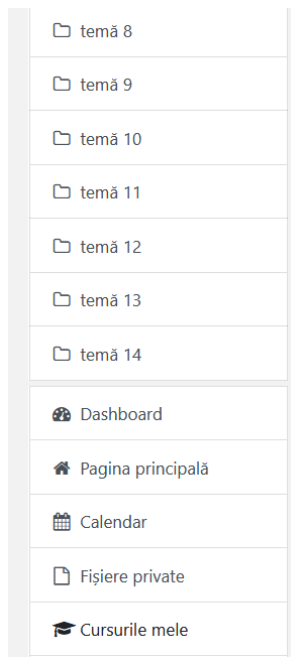 temă 8
temă 9
temă 10
temă 11
temă 12
temă 13
temă 14
Dashboard
Pagina principală
Calendar
Fișiere private
Cursurile mele